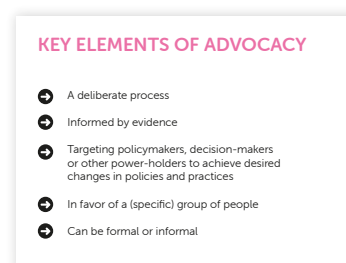 KEY ELEMENTS OF ADVOCACY
A deliberate process
Informed by evidence
Targeting policymakers, decision-makers
or other power-holders to achieve desired
changes in policies and practices
In favor of a (specific) group of people
Can be formal or informal